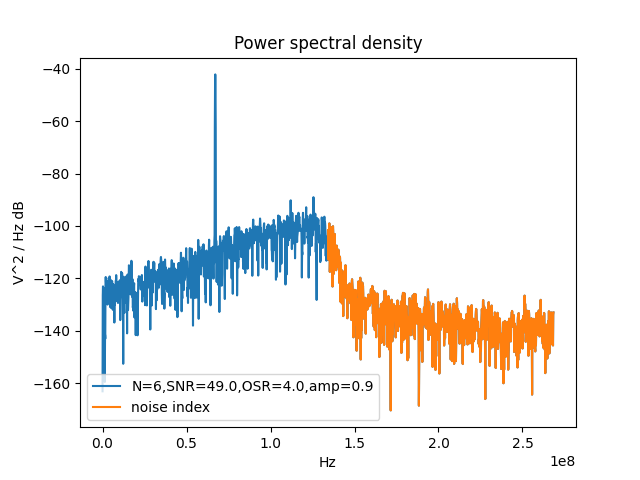 Power spectral density
V^2 / Hz dB
−40
−60
−80
−100
−120
−140
−160
N=6,SNR=49.0,OSR=4.0,amp=0.9
noise index
0.0 0.5 1.0 1.5 2.0 2.5
1e8
Hz